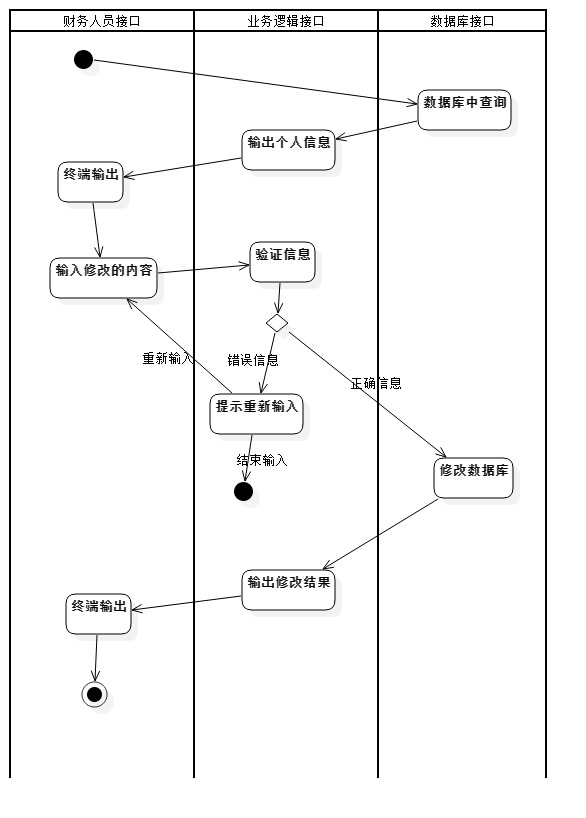 财务人员接口
业务逻辑接口
数据库接口
数据库中查询
输出个人信息
终端输出
输入修改的内容
验证信息
重新输入
错误信息
正确信息
提示重新输入
结束输入
修改数据库
输出修改结果
终端输出